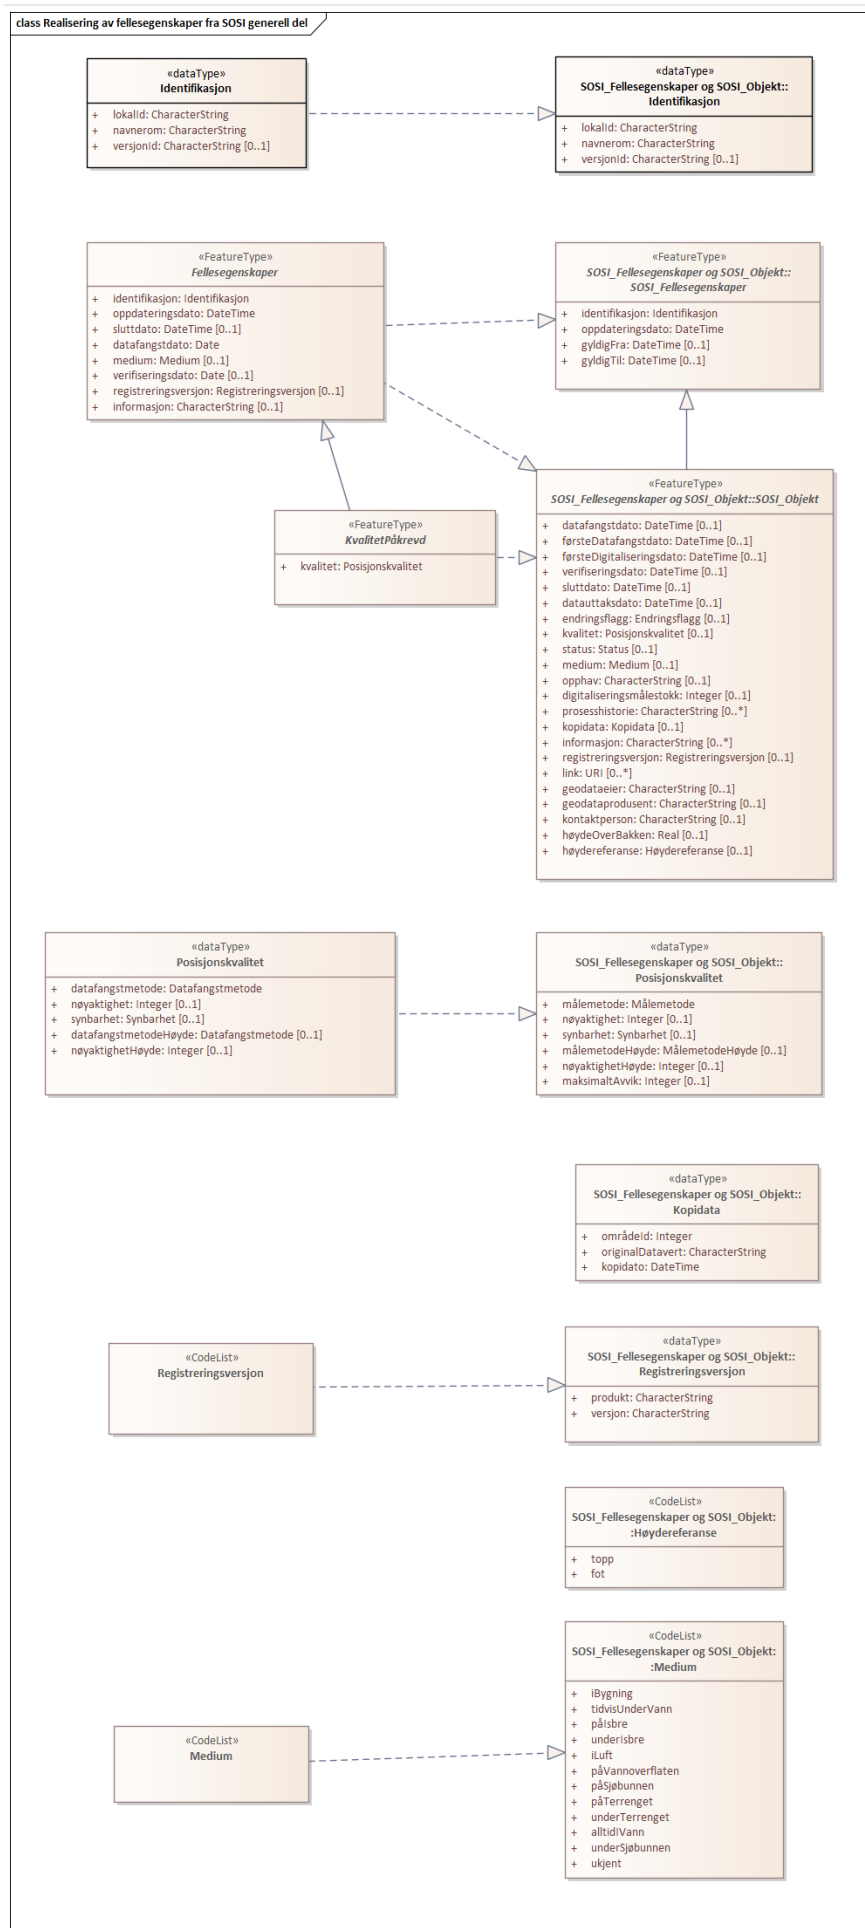 class Realisering av fellesegenskaper fra SOSI generell del
«dataType»
Identifikasjon
+ lokalId: CharacterString
+ navnerom: CharacterString
+ versjonId: CharacterString [0..1]
«dataType»
SOSI_Fellesegenskaper og SOSI_Objekt::
Identifikasjon
+ lokalId: CharacterString
+ navnerom: CharacterString
+ versjonId: CharacterString [0..1]
«FeatureType»
Fellesegenskaper
+ identifikasjon: Identifikasjon
+ oppdateringsdato: DateTime
+ sluttdato: DateTime [0..1]
+ datafangstdato: Date
+ medium: Medium [0..1]
+ verifiseringsdato: Date [0..1]
+ registreringsversjon: Registreringsversjon [0..1]
+ informasjon: CharacterString [0..1]
«FeatureType»
SOSI_Fellesegenskaper og SOSI_Objekt::
SOSI_Fellesegenskaper
+ identifikasjon: Identifikasjon
+ oppdateringsdato: DateTime
+ gyldigFra: DateTime [0..1]
+ gyldigTil: DateTime [0..1]
«FeatureType»
KvalitetPåkrevd
+ kvalitet: Posisjonskvalitet
«FeatureType»
SOSI_Fellesegenskaper og SOSI_Objekt::SOSI_Objekt
+ datafangstdato: DateTime [0..1]
+ førsteDatafangstdato: DateTime [0..1]
+ førsteDigitaliseringsdato: DateTime [0..1]
+ verifiseringsdato: DateTime [0..1]
+ sluttdato: DateTime [0..1]
+ datauttaksdato: DateTime [0..1]
+ endringsflagg: Endringsflagg [0..1]
+ kvalitet: Posisjonskvalitet [0..1]
+ status: Status [0..1]
+ medium: Medium [0..1]
+ opphav: CharacterString [0..1]
+ digitaliseringsmålestokk: Integer [0..1]
+ prosesshistorie: CharacterString [0..*]
+ kopidata: Kopidata [0..1]
+ informasjon: CharacterString [0..*]
+ registreringsversjon: Registreringsversjon [0..1]
+ link: URI [0..*]
+ geodataeier: CharacterString [0..1]
+ geodataprodusent: CharacterString [0..1]
+ kontaktperson: CharacterString [0..1]
+ høydeOverBakken: Real [0..1]
+ høydereferanse: Høydereferanse [0..1]
«dataType»
Posisjonskvalitet
+ datafangstmetode: Datafangstmetode
+ nøyaktighet: Integer [0..1]
+ synbarhet: Synbarhet [0..1]
+ datafangstmetodeHøyde: Datafangstmetode [0..1]
+ nøyaktighetHøyde: Integer [0..1]
«dataType»
SOSI_Fellesegenskaper og SOSI_Objekt::
Posisjonskvalitet
+ målemetode: Målemetode
+ nøyaktighet: Integer [0..1]
+ synbarhet: Synbarhet [0..1]
+ målemetodeHøyde: MålemetodeHøyde [0..1]
+ nøyaktighetHøyde: Integer [0..1]
+ maksimaltAvvik: Integer [0..1]
«dataType»
SOSI_Fellesegenskaper og SOSI_Objekt::
Kopidata
+ områdeId: Integer
+ originalDatavert: CharacterString
+ kopidato: DateTime
«CodeList»
Registreringsversjon
«dataType»
SOSI_Fellesegenskaper og SOSI_Objekt::
Registreringsversjon
+ produkt: CharacterString
+ versjon: CharacterString
«CodeList»
SOSI_Fellesegenskaper og SOSI_Objekt:
:Høydereferanse
+ topp
+ fot
«CodeList»
Medium
«CodeList»
SOSI_Fellesegenskaper og SOSI_Objekt:
:Medium
+ iBygning
+ tidvisUnderVann
+ påIsbre
+ underIsbre
+ iLuft
+ påVannoverflaten
+ påSjøbunnen
+ påTerrenget
+ underTerrenget
+ alltidIVann
+ underSjøbunnen
+ ukjent